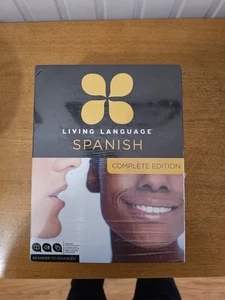 LIVING LANGUAGE
SPANISH
COMPLETE EDITION
BEGINNER TO ADVANCED